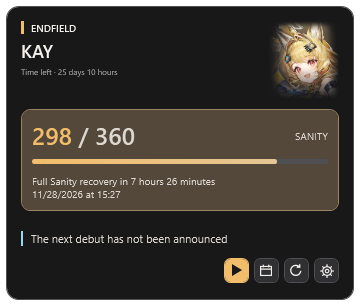 ENDFIELD
KAY
Time left · 25 days 10 hours
298 / 360
SANITY
Full Sanity recovery in 7 hours 26 minutes
11/28/2026 at 15:27
The next debut has not been announced